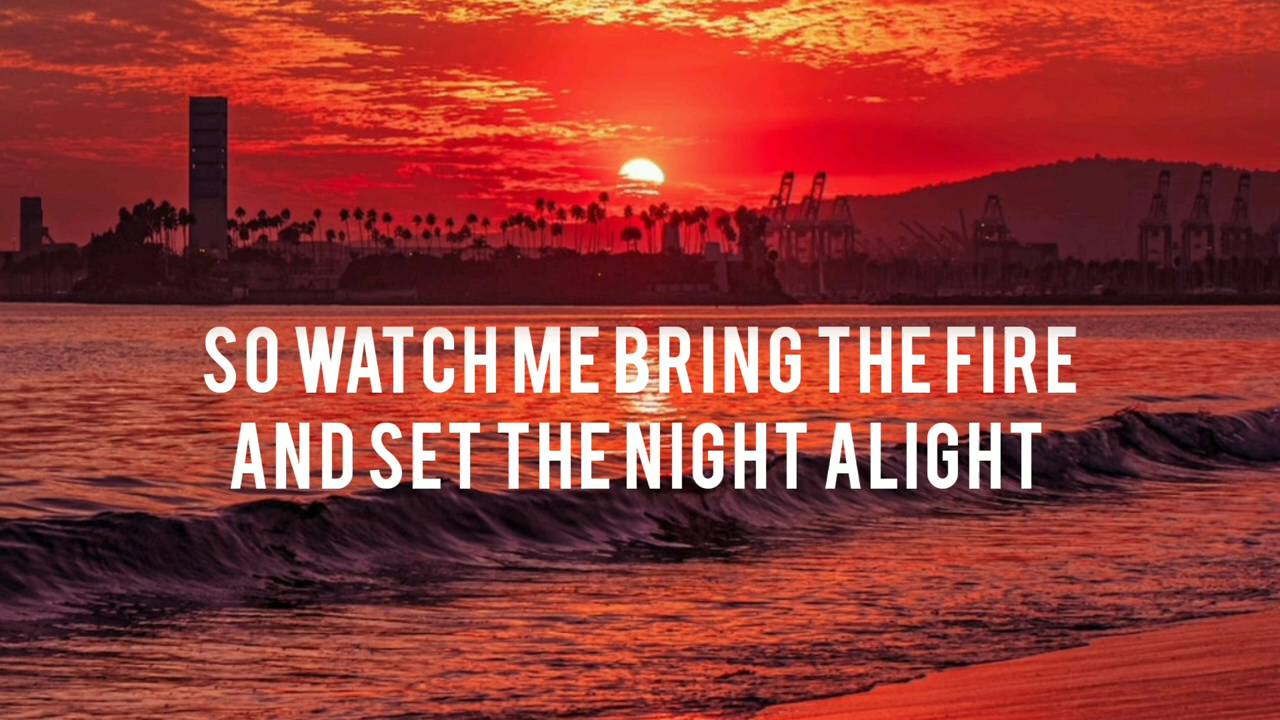 SO WATCH ME BRING THE FIRE
AND SET THE NIGHT ALIGHT